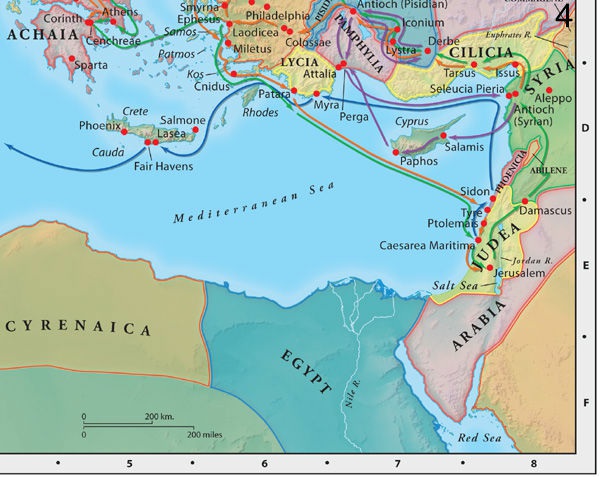 4
Smyrna
Philadelphia
Antioch (Pisidian)
Athens
Corinth
Ephesus
Iconium
ACHAIA
Cenchreae
Samos
Laodicea
Lystra
Derbe
Euphrates R.
Miletus
Colossae
PAMPHYLIA
CILICIA
Patmos
Sparta
LYCIA
Attalia
Tarsus
Issus
SYRIA
Kos
Cnidus
Patara
Myra
Seleucia Pieria
Aleppo
Antioch
(Syrian)
Rhodes
Perga
Crete
Phoenix
Salmone
Lasea
Cyprus
Salamis
D
Cauda
Fair Havens
Paphos
PHOENICIA
ABILENE
Mediterranean Sea
Sidon
Tyre
Damascus
Ptolemais
Caesarea Maritima
JUDEA
Jordan R.
E
Jerusalem
Salt Sea
CYRENAICA
ARABIA
EGYPT
Nile R.
F
0 200 km.
0 200 miles
Red Sea
5 6 7 8